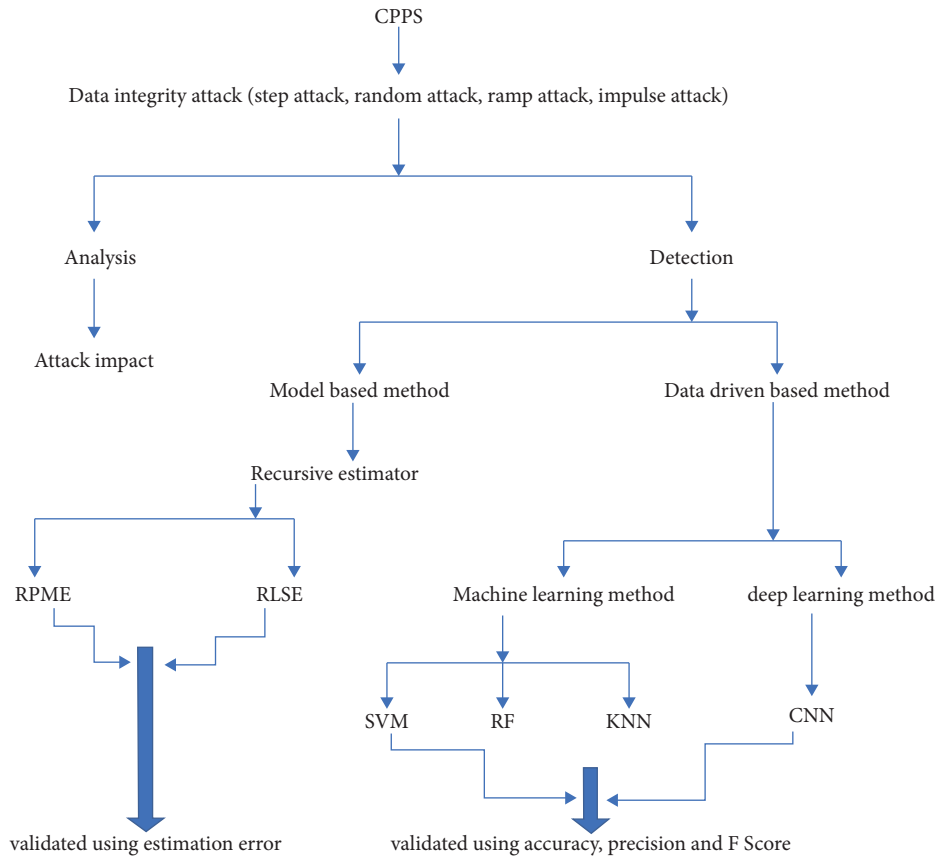 CPPS
Data integrity attack (step attack, random attack, ramp attack, impulse attack)
Analysis
Detection
Attack impact
Model based method
Data driven based method
Recursive estimator
RPME
RLSE
Machine learning method
deep learning method
SVM
RF
KNN
CNN
validated using estimation error
validated using accuracy, precision and F Score